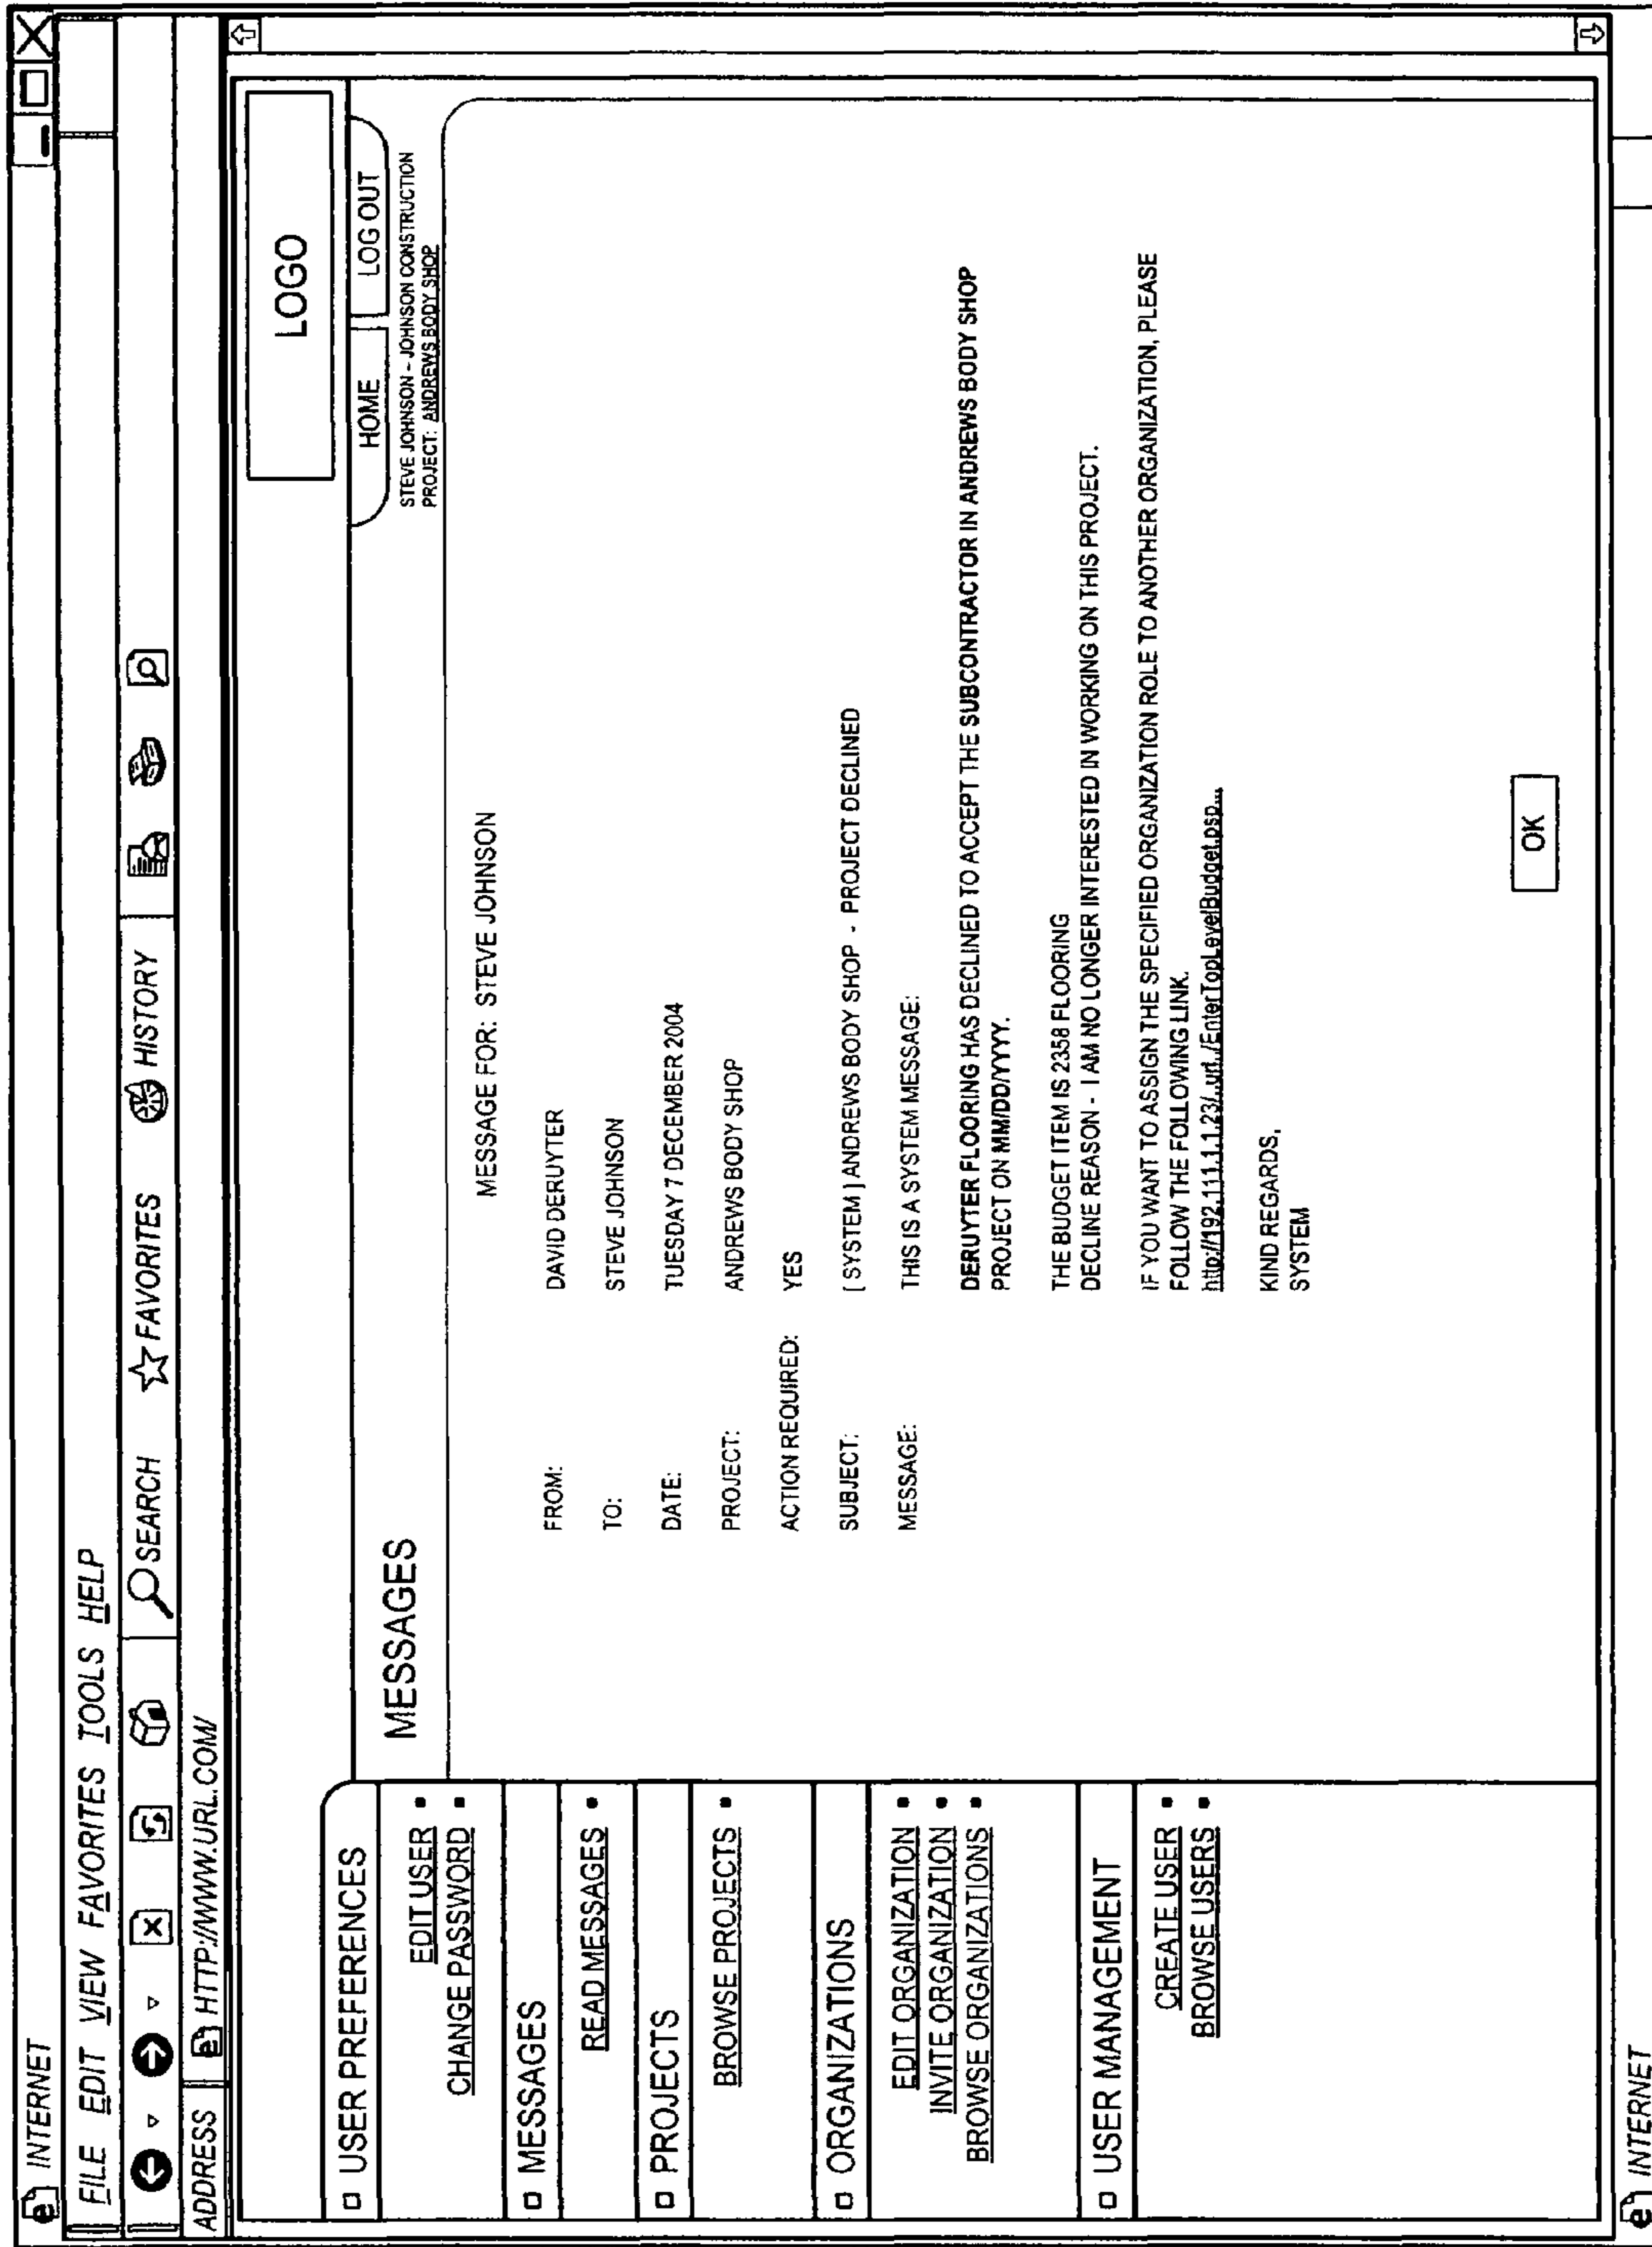 INTERNET
FILE EDIT VIEW FAVORITES TOOLS HELP
SEARCH FAVORITES HISTORY
ADDRESS HTTP://WWW.URL.COM/
LOGO
HOME LOG OUT
STEVE JOHNSON - JOHNSON CONSTRUCTION
PROJECT: ANDREWS BODY SHOP
USER PREFERENCES
EDIT USER
CHANGE PASSWORD
MESSAGES
READ MESSAGES
PROJECTS
BROWSE PROJECTS
ORGANIZATIONS
EDIT ORGANIZATION
INVITE ORGANIZATION
BROWSE ORGANIZATIONS
USER MANAGEMENT
CREATE USER
BROWSE USERS
MESSAGES
MESSAGE FOR: STEVE JOHNSON
FROM: DAVID DERUYTER
TO: STEVE JOHNSON
DATE: TUESDAY 7 DECEMBER 2004
PROJECT: ANDREWS BODY SHOP
ACTION REQUIRED: YES
SUBJECT: [ SYSTEM ] ANDREWS BODY SHOP - PROJECT DECLINED
MESSAGE: THIS IS A SYSTEM MESSAGE:
DERUYTER FLOORING HAS DECLINED TO ACCEPT THE SUBCONTRACTOR IN ANDREWS BODY SHOP
PROJECT ON MM/DD/YYYY.
THE BUDGET ITEM IS 2358 FLOORING
DECLINE REASON - I AM NO LONGER INTERESTED IN WORKING ON THIS PROJECT.
IF YOU WANT TO ASSIGN THE SPECIFIED ORGANIZATION ROLE TO ANOTHER ORGANIZATION, PLEASE
FOLLOW THE FOLLOWING LINK.
http://192.111.1.1.23/..url../EnterTopLevelBudget.psp...
KIND REGARDS,
SYSTEM
OK
INTERNET